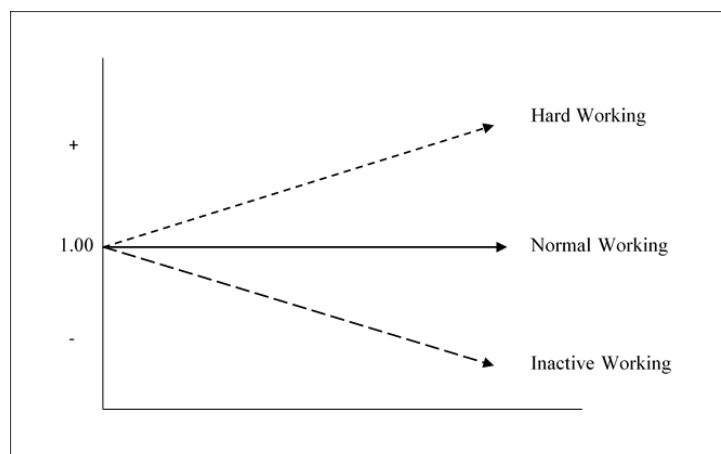 Hard Working
+
1.00
Normal Working
-
Inactive Working